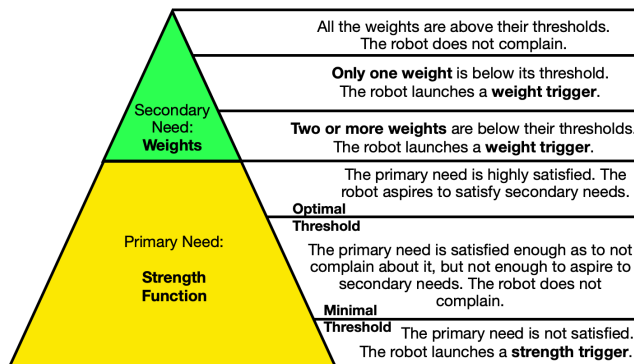 All the weights are above their thresholds.
The robot does not complain.
Only one weight is below its threshold.
The robot launches a weight trigger.
Secondary
Need:
Weights
Two or more weights are below their thresholds.
The robot launches a weight trigger.
The primary need is highly satisfied. The
robot aspires to satisfy secondary needs.
Optimal
Threshold
Primary Need:
Strength
Function
The primary need is satisfied enough as to not
complain about it, but not enough to aspire to
secondary needs. The robot does not
complain.
Minimal
Threshold
The primary need is not satisfied.
The robot launches a strength trigger.